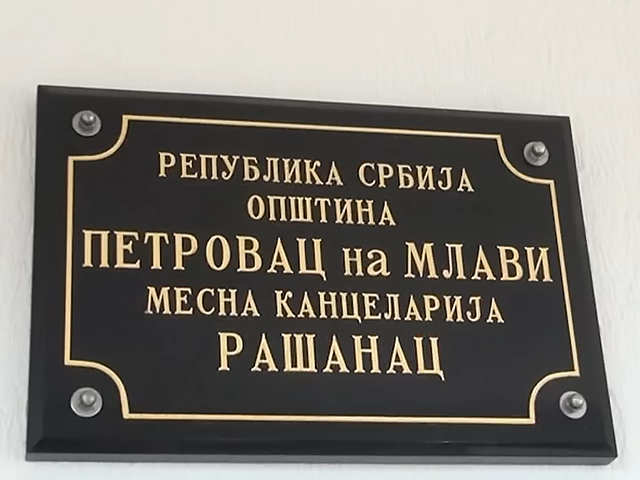 РЕПУБЛИКА СРБИЈА
ОПШТИНА
ПЕТРОВАЦ на МЛАВИ
МЕСНА КАНЦЕЛАРИЈА
РАШАНАЦ